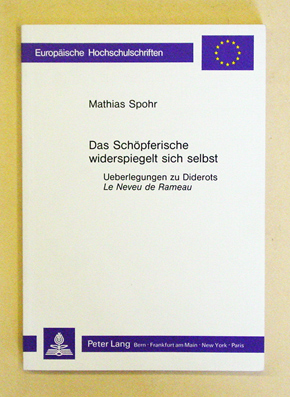 Europäische Hochschulschriften
Mathias Spohr
Das Schöpferische
widerspiegelt sich selbst
Ueberlegungen zu Diderots
Le Neveu de Rameau
Peter Lang Bern · Frankfurt am Main · New York · Paris